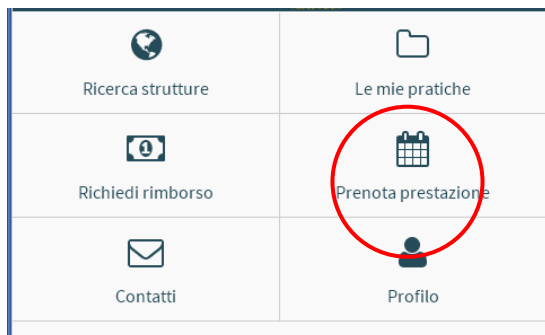 Ricerca strutture
Le mie pratiche
Richiedi rimborso
Prenota prestazione
Contatti
Profilo